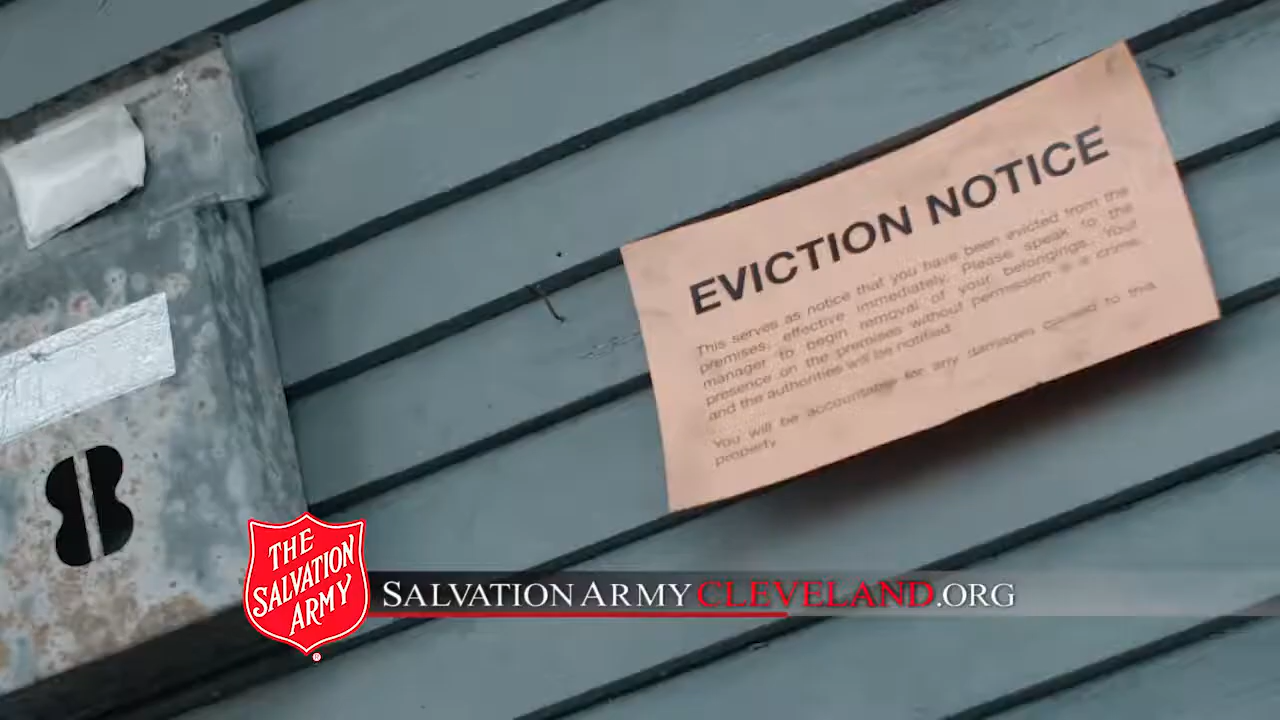 EVICTION NOTICE
This serves as notice that you have been evicted from the
premises, effective immediately. Please speak to the
manager to begin removal of your belongings. Your
presence on the premises without permission is a crime,
and the authorities will be notified.
You will be accountable for any damages caused to this
property.
THE
SALVATION
ARMY
SALVATION ARMY CLEVELAND.ORG